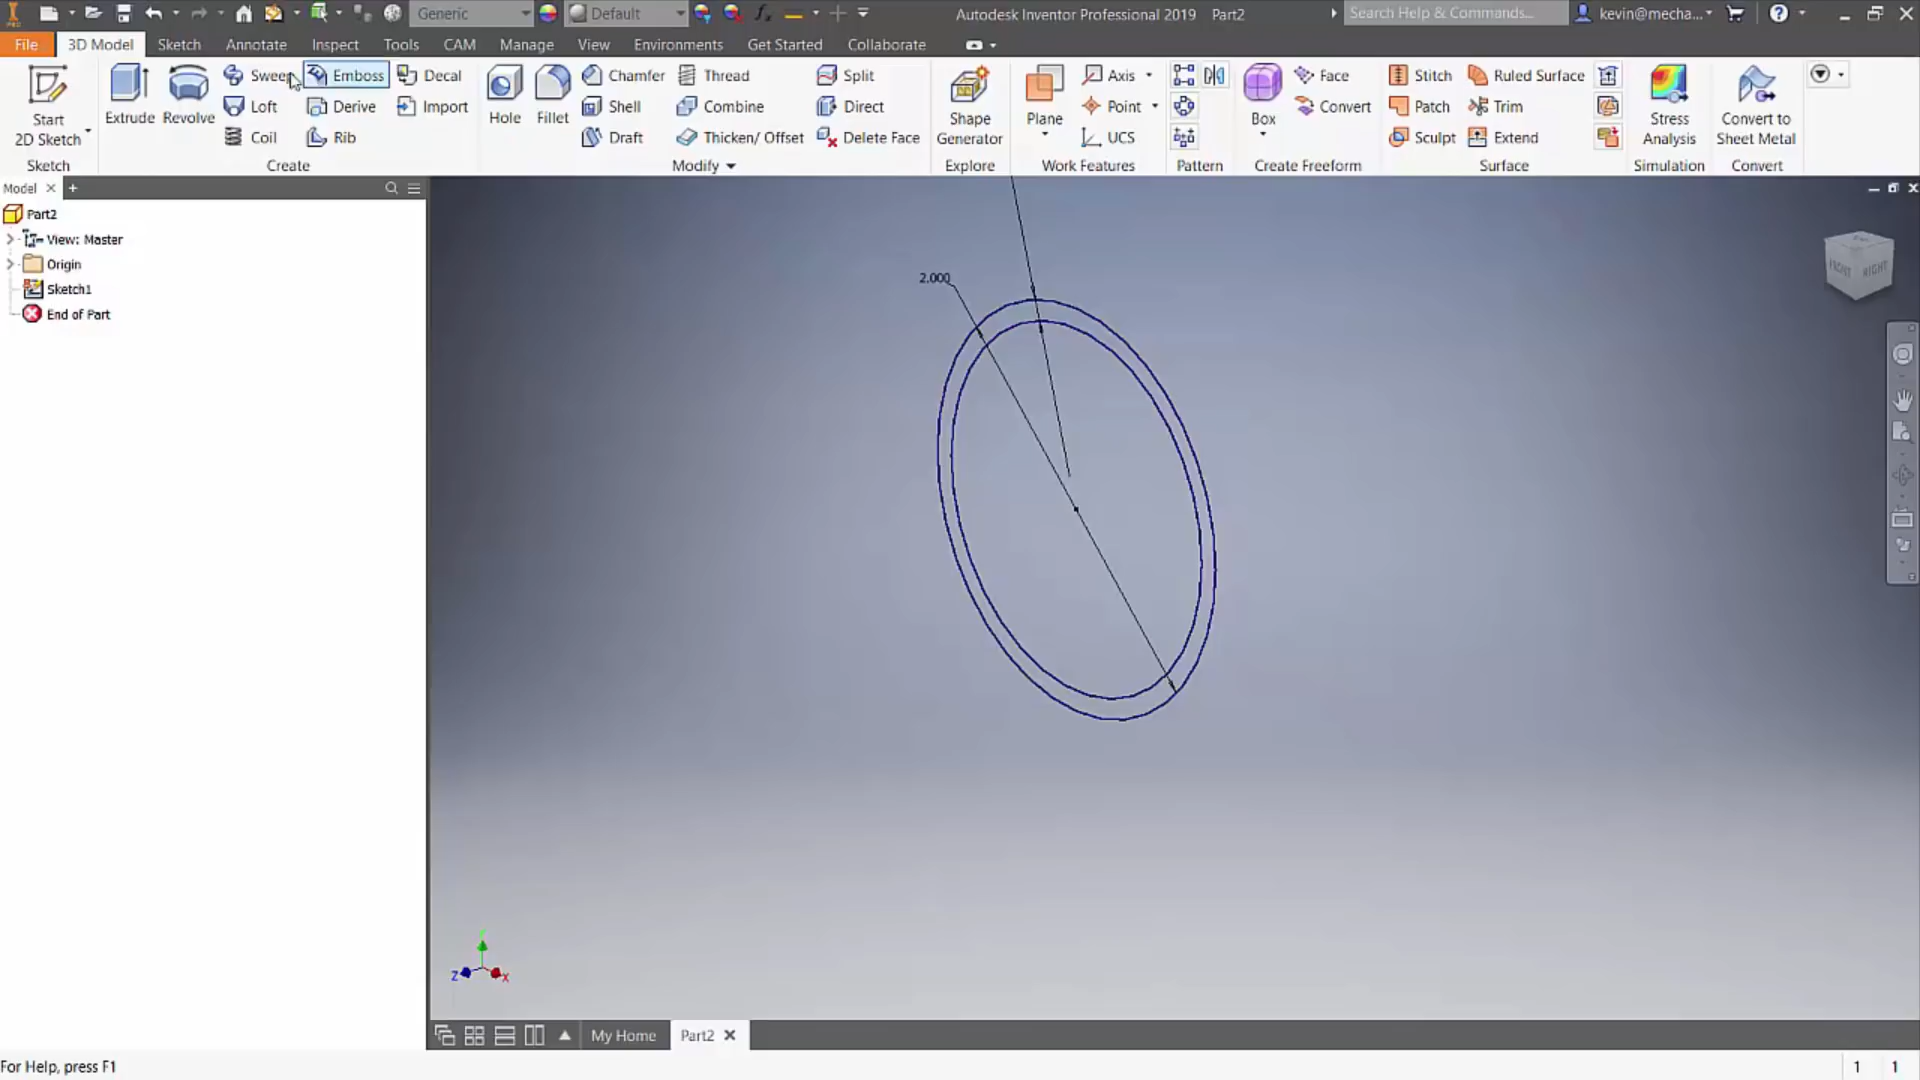 Generic
Default
Autodesk Inventor Professional 2019 Part2
Search Help & Commands...
kevin@mecha...
File
3D Model
Sketch
Annotate
Inspect
Tools
CAM
Manage
View
Environments
Get Started
Collaborate
Start
2D Sketch
Sketch
Extrude
Revolve
Sweep
Loft
Coil
Emboss
Derive
Rib
Decal
Import
Create
Hole
Fillet
Chamfer
Shell
Draft
Thread
Combine
Thicken/ Offset
Split
Direct
Delete Face
Modify
Shape
Generator
Explore
Plane
Axis
Point
UCS
Work Features
Pattern
Box
Face
Convert
Create Freeform
Stitch
Patch
Sculpt
Ruled Surface
Trim
Extend
Surface
Stress
Analysis
Simulation
Convert to
Sheet Metal
Convert
Model
Part2
View: Master
Origin
Sketch1
End of Part
2.000
FRONT
RIGHT
Y
Z
X
My Home
Part2
For Help, press F1
1
1